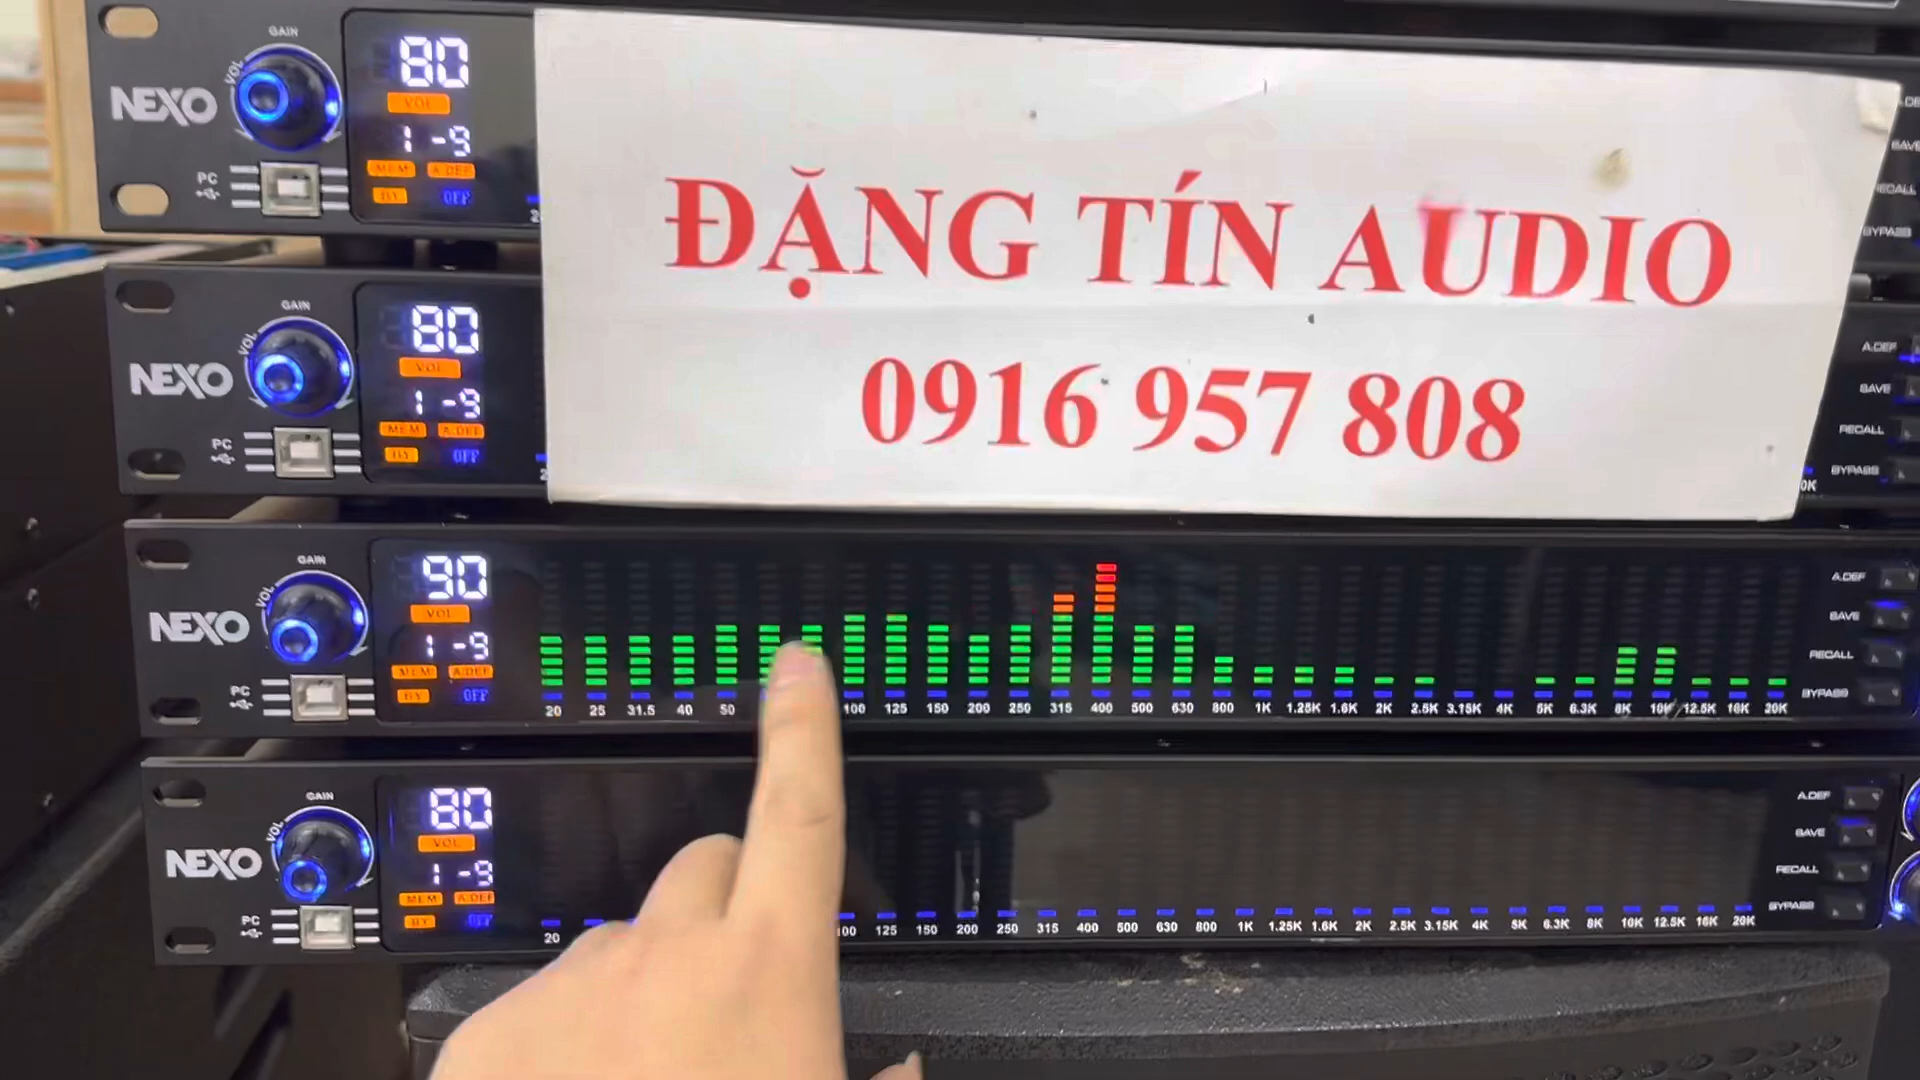 GAIN
VOL
NEXO
PC
80
VOL
1-9
MEM A.DEF
BY OFF
ĐẶNG TÍN AUDIO
0916 957 808
RECALL
BYPASS
GAIN
VOL
NEXO
PC
80
VOL
1-9
MEM A.DEF
BY OFF
A.DEF
SAVE
RECALL
BYPASS
GAIN
VOL
NEXO
PC
90
VOL
1-9
MEM A.DEF
BY OFF
20 25 31.5 40 50 100 125 150 200 250 315 400 500 630 800 1K 1.25K 1.6K 2K 2.5K 3.15K 4K 5K 6.3K 8K 10K 12.5K 16K 20K
A.DEF
SAVE
RECALL
BYPASS
GAIN
VOL
NEXO
PC
80
VOL
1-9
MEM A.DEF
BY OFF
20 100 125 150 200 250 315 400 500 630 800 1K 1.25K 1.6K 2K 2.5K 3.15K 4K 5K 6.3K 8K 10K 12.5K 16K 20K
A.DEF
SAVE
RECALL
BYPASS